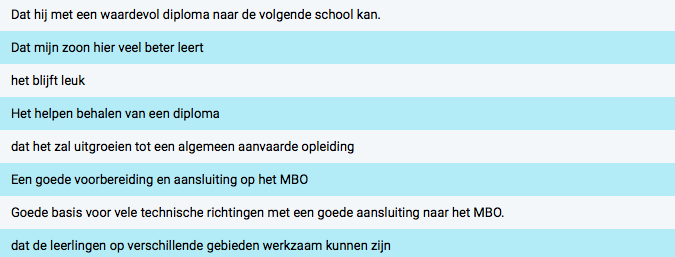 Dat hij met een waardevol diploma naar de volgende school kan.
Dat mijn zoon hier veel beter leert
het blijft leuk
Het helpen behalen van een diploma
dat het zal uitgroeien tot een algemeen aanvaarde opleiding
Een goede voorbereiding en aansluiting op het MBO
Goede basis voor vele technische richtingen met een goede aansluiting naar het MBO.
dat de leerlingen op verschillende gebieden werkzaam kunnen zijn